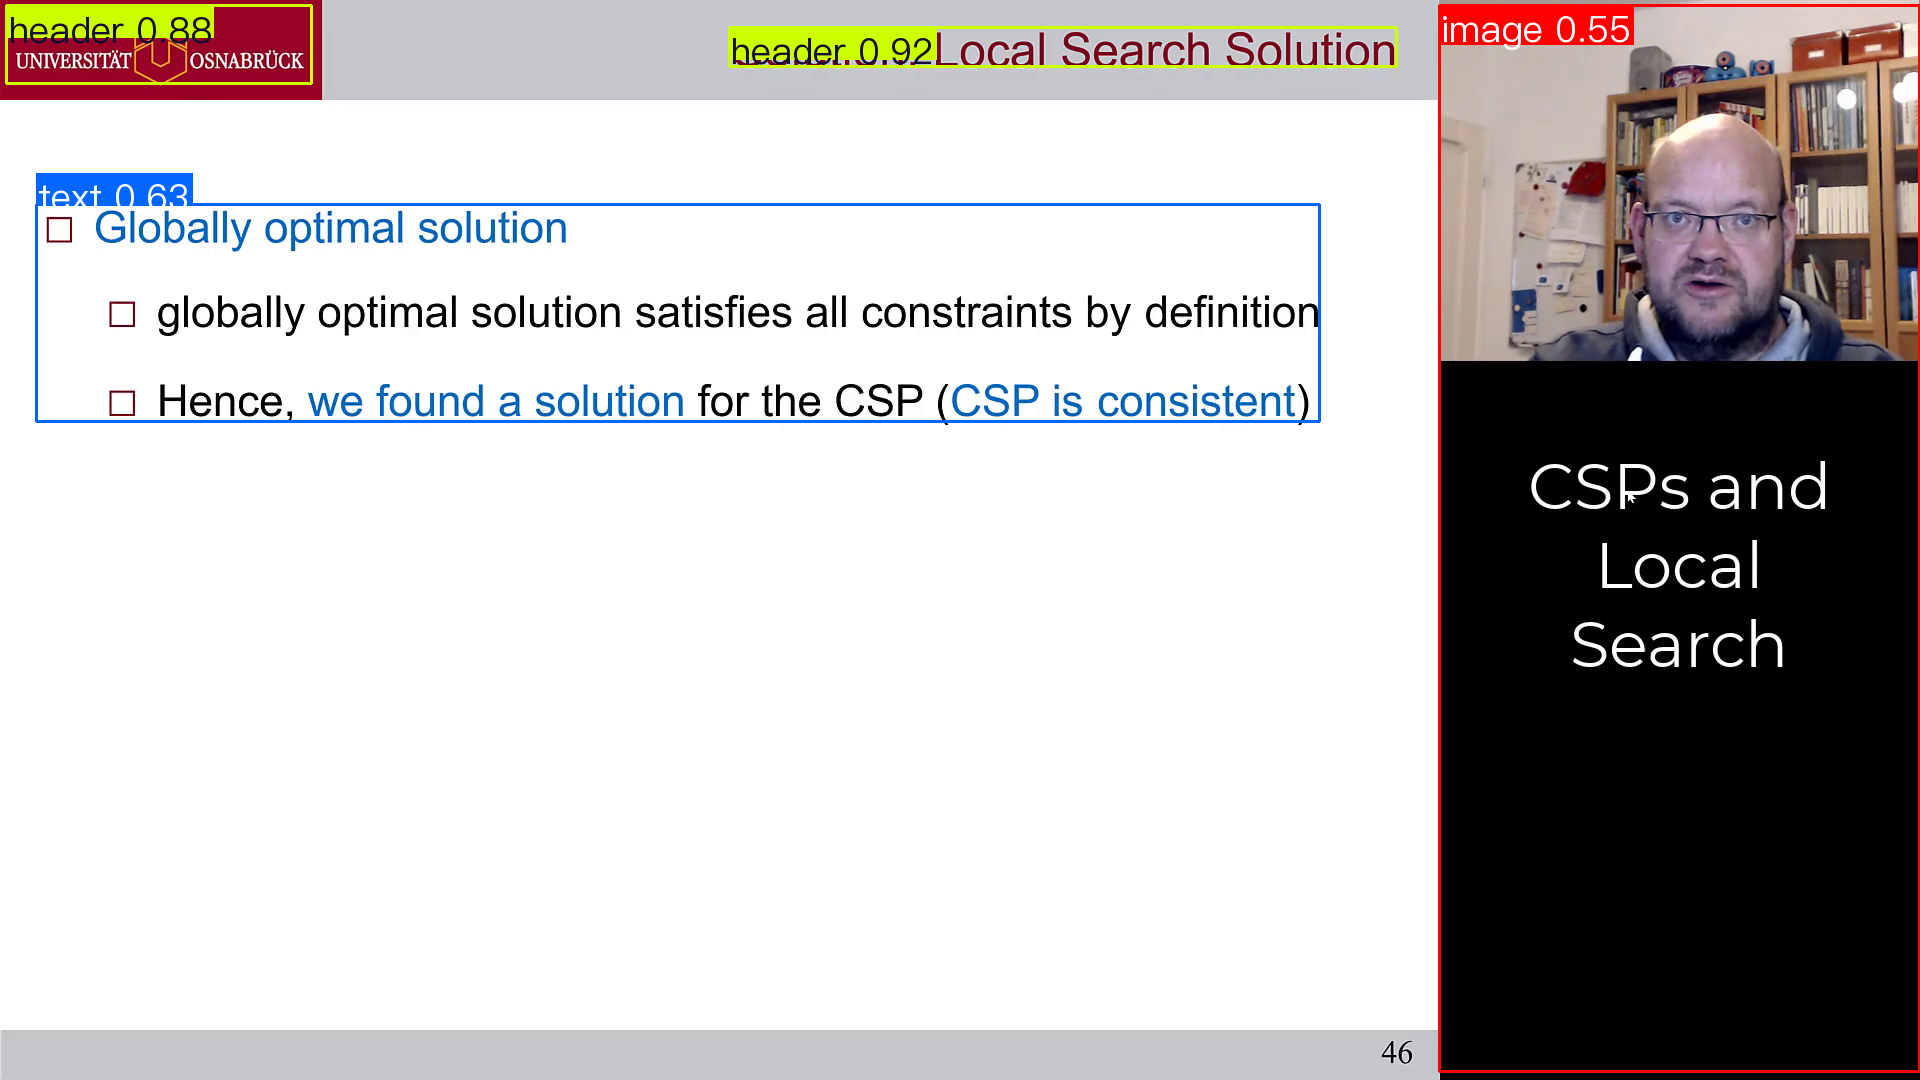 header 0.88
UNIVERSITÄT OSNABRÜCK
header 0.92 Local Search Solution
image 0.55
text 0.63
Globally optimal solution
globally optimal solution satisfies all constraints by definition
Hence, we found a solution for the CSP (CSP is consistent)
CSPs and
Local
Search
46